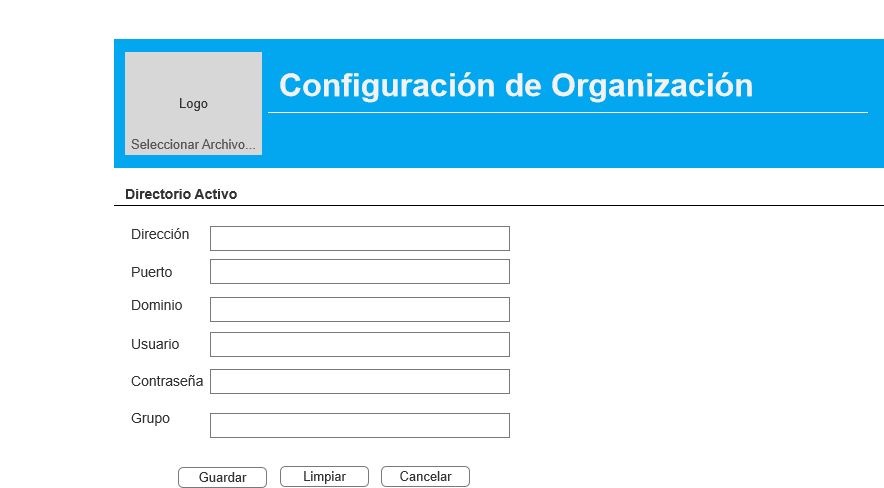 Logo
Seleccionar Archivo...
Configuración de Organización
Directorio Activo
Dirección
Puerto
Dominio
Usuario
Contraseña
Grupo
Guardar Limpiar Cancelar